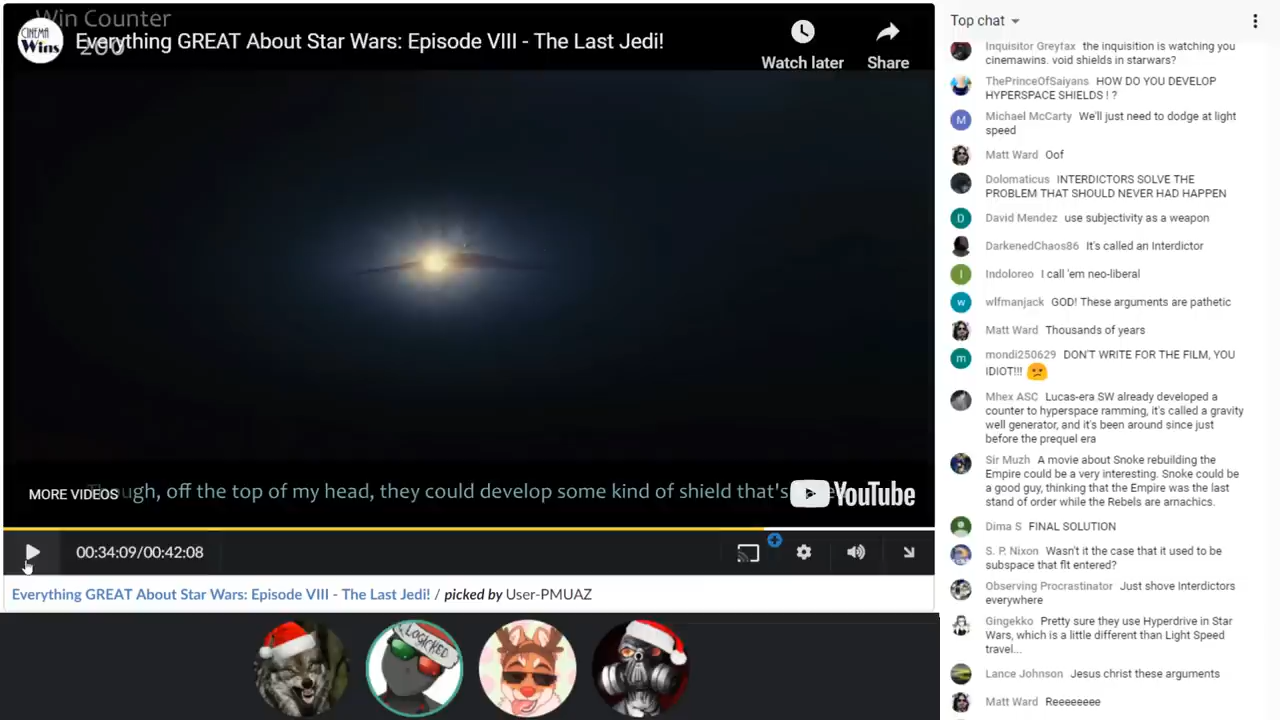 Win Counter
200
CINEMA
Wins
Everything GREAT About Star Wars: Episode VIII - The Last Jedi!
Watch later
Share
MORE VIDEOS
Though, off the top of my head, they could develop some kind of shield that's
YouTube
00:34:09/00:42:08
Everything GREAT About Star Wars: Episode VIII - The Last Jedi! / picked by User-PMUAZ
LOGICKED
Top chat
Inquisitor Greyfax the inquisition is watching you
cinemawins. void shields in starwars?
ThePrinceOfSaiyans HOW DO YOU DEVELOP
HYPERSPACE SHIELDS ! ?
M
Michael McCarty We'll just need to dodge at light
speed
Matt Ward Oof
Dolomaticus INTERDICTORS SOLVE THE
PROBLEM THAT SHOULD NEVER HAD HAPPEN
D
David Mendez use subjectivity as a weapon
DarkenedChaos86 It's called an Interdictor
I
Indoloreo I call 'em neo-liberal
w
wlfmanjack GOD! These arguments are pathetic
Matt Ward Thousands of years
m
mondi250629 DON'T WRITE FOR THE FILM, YOU
IDIOT!!!
Mhex ASC Lucas-era SW already developed a
counter to hyperspace ramming, it's called a gravity
well generator, and it's been around since just
before the prequel era
Sir Muzh A movie about Snoke rebuilding the
Empire could be a very interesting. Snoke could be
a good guy, thinking that the Empire was the last
stand of order while the Rebels are arnachics.
Dima S FINAL SOLUTION
S. P. Nixon Wasn't it the case that it used to be
subspace that flt entered?
Observing Procrastinator Just shove Interdictors
everywhere
Gingekko Pretty sure they use Hyperdrive in Star
Wars, which is a little different than Light Speed
travel...
Lance Johnson Jesus christ these arguments
Matt Ward Reeeeeeee